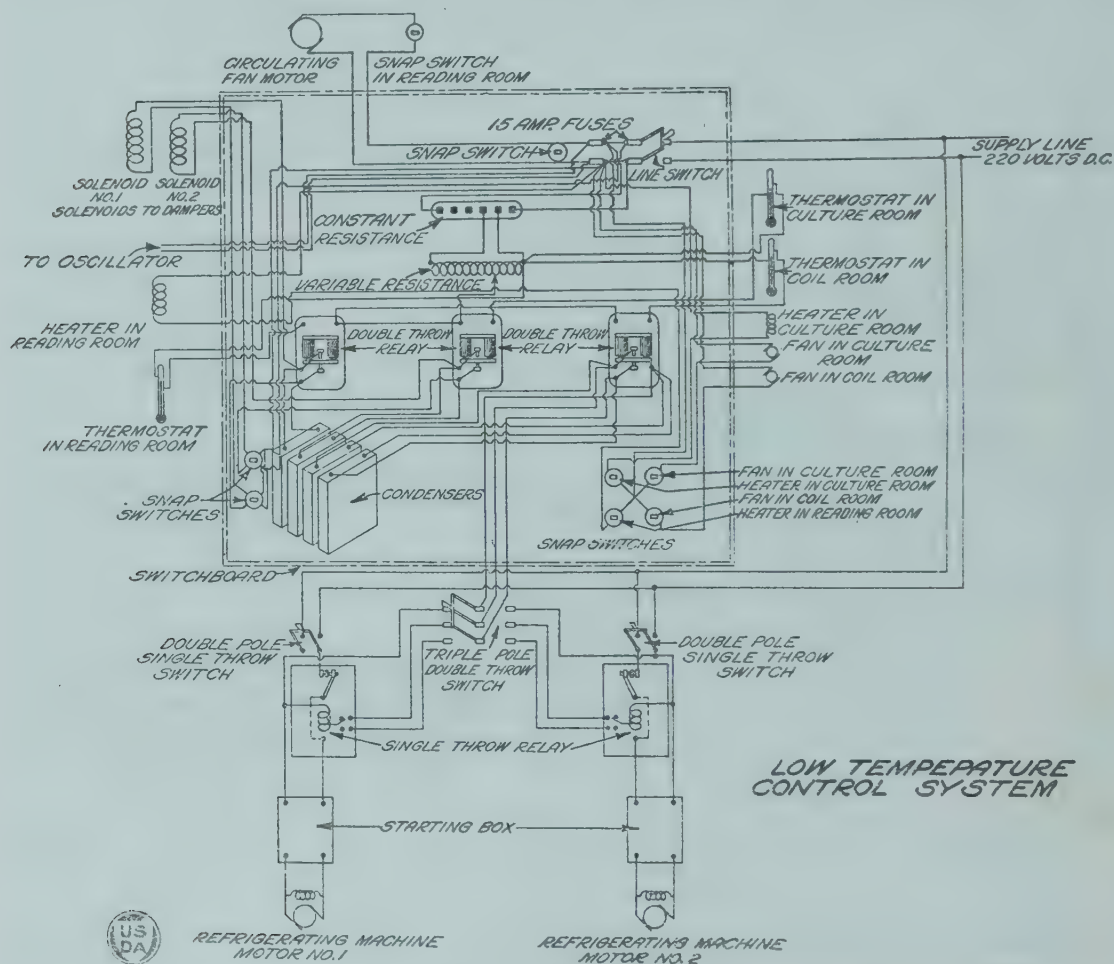 CIRCULATING
FAN MOTOR
SNAP SWITCH
IN READING ROOM
15 AMP. FUSES
SNAP SWITCH
LINE SWITCH
SUPPLY LINE
220 VOLTS D.C.
SOLENOID
NO.1
SOLENOID
NO.2
SOLENOIDS TO DAMPERS
CONSTANT
RESISTANCE
THERMOSTAT IN
CULTURE ROOM
TO OSCILLATOR
VARIABLE RESISTANCE
THERMOSTAT IN
COIL ROOM
HEATER IN
READING ROOM
DOUBLE THROW
RELAY
DOUBLE THROW
RELAY
HEATER IN
CULTURE ROOM
FAN IN CULTURE
ROOM
FAN IN COIL ROOM
THERMOSTAT
IN READING ROOM
SNAP
SWITCHES
CONDENSERS
FAN IN CULTURE ROOM
HEATER IN CULTURE ROOM
FAN IN COIL ROOM
HEATER IN READING ROOM
SNAP SWITCHES
SWITCHBOARD
DOUBLE POLE
SINGLE THROW
SWITCH
TRIPLE POLE
DOUBLE THROW
SWITCH
DOUBLE POLE
SINGLE THROW
SWITCH
SINGLE THROW RELAY
LOW TEMPEPATURE
CONTROL SYSTEM
STARTING BOX
US
DA
REFRIGERATING MACHINE
MOTOR NO.1
REFRIGERATING MACHINE
MOTOR NO.2